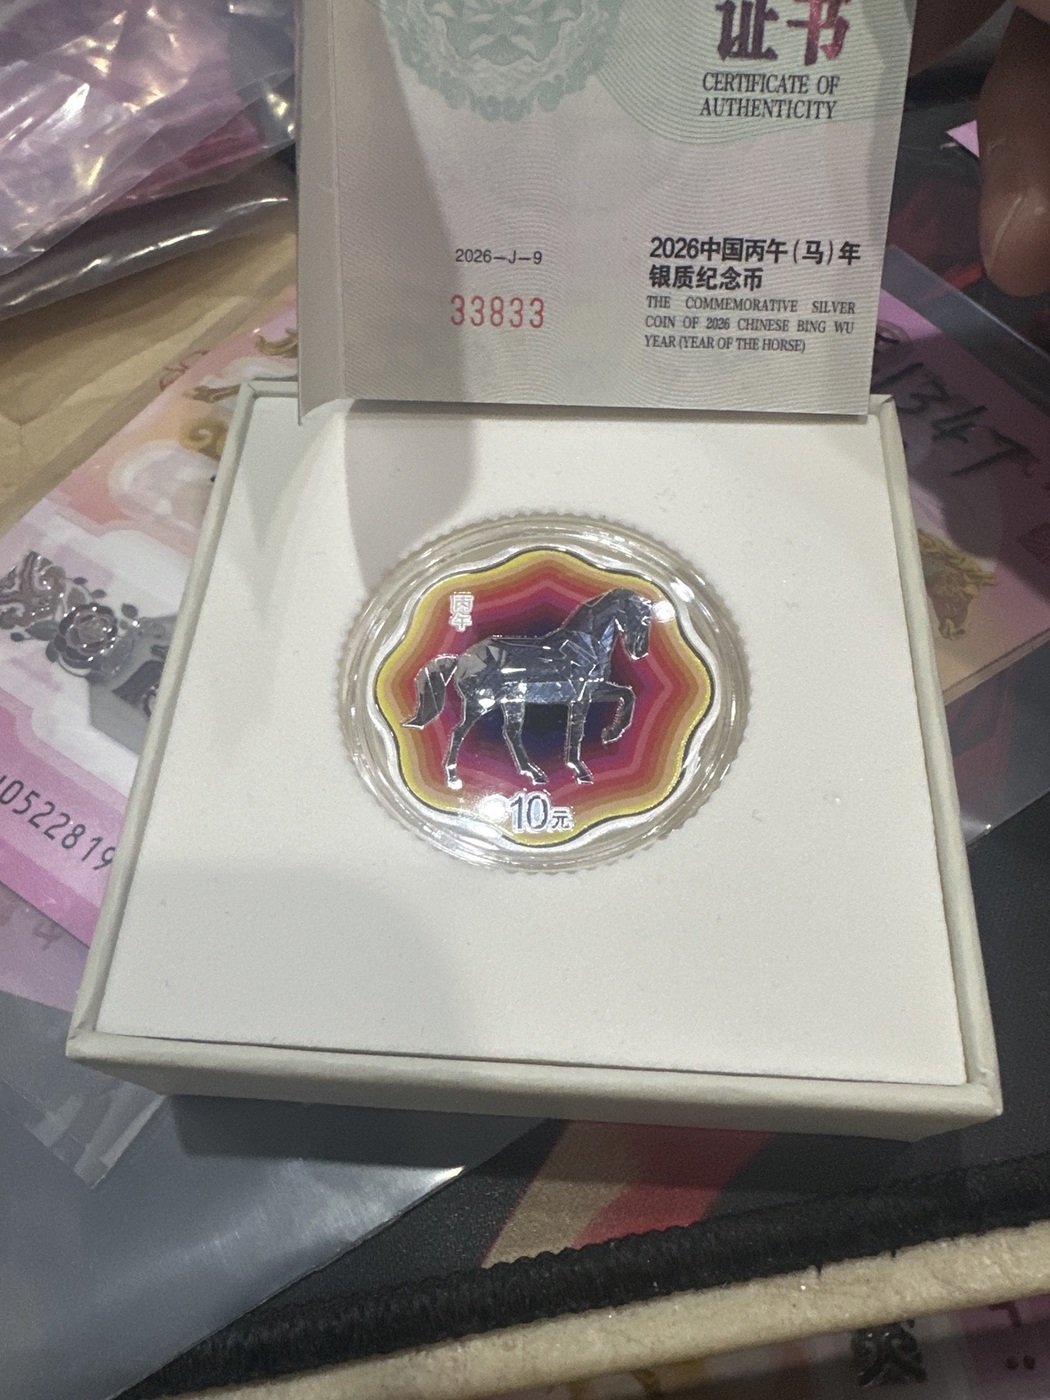 证书
CERTIFICATE OF
AUTHENTICITY
2026-J-9
33833
2026中国丙午(马)年
银质纪念币
THE COMMEMORATIVE SILVER
COIN OF 2026 CHINESE BING WU
YEAR (YEAR OF THE HORSE)
丙午
10元
0522819
1347